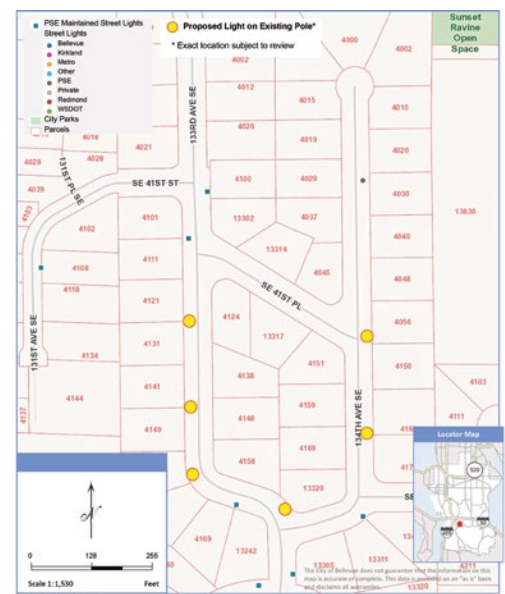 PSE Maintained Street Lights
Street Lights
Bellevue
Kirkland
Metro
Other
PSE
Private
Redmond
WSDOT
City Parks
Parcels
Proposed Light on Existing Pole*
* Exact location subject to review
Sunset
Ravine
Open
Space
4000
4002
4002
4012
4015
4010
4026
4019
4018
4021
4020
4029
4028
4039
SE 41ST ST
133RD AVE SE
131ST PL SE
4100
4029
4030
4103
4101
13302
4037
13630
4102
4040
13314
4111
4108
4045
4048
SE 41ST PL
4118
4121
4124
4056
13317
131ST AVE SE
4134
4131
4151
4150
4138
4103
4141
4159
134TH AVE SE
4144
4137
4148
4111
4149
4169
4158
13320
4169
13242
13305
13311
13320
4211
Locator Map
520
405
90
N
0
128
255
Scale 1:1,530
Feet
The City of Bellevue does not guarantee that the information on this
map is accurate or complete. This data is provided on an "as is" basis
and disclaims all warranties.